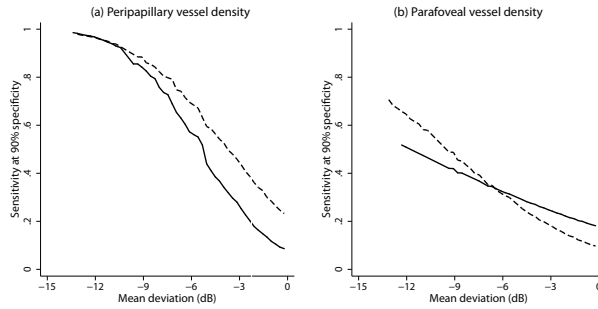 (a) Peripapillary vessel density
Sensitivity at 90% specificity
1
.8
.6
.4
.2
0
−15 −12 −9 −6 −3 0
Mean deviation (dB)
(b) Parafoveal vessel density
Sensitivity at 90% specificity
1
.8
.6
.4
.2
0
−15 −12 −9 −6 −3 0
Mean deviation (dB)